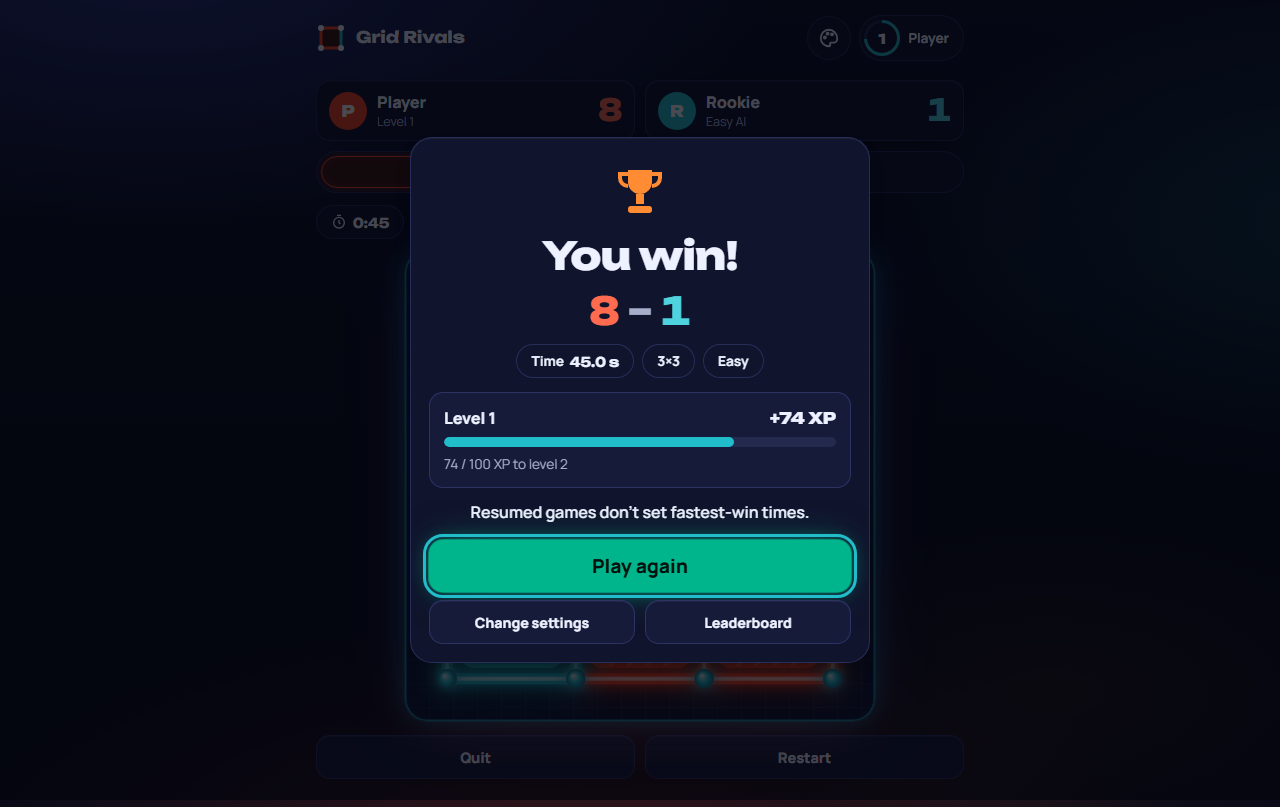 Grid Rivals
1 Player
P Player 8
Level 1
R Rookie 1
Easy AI
0:45
You win!
8 – 1
Time 45.0 s 3×3 Easy
Level 1 +74 XP
74 / 100 XP to level 2
Resumed games don't set fastest-win times.
Play again
Change settings Leaderboard
Quit Restart